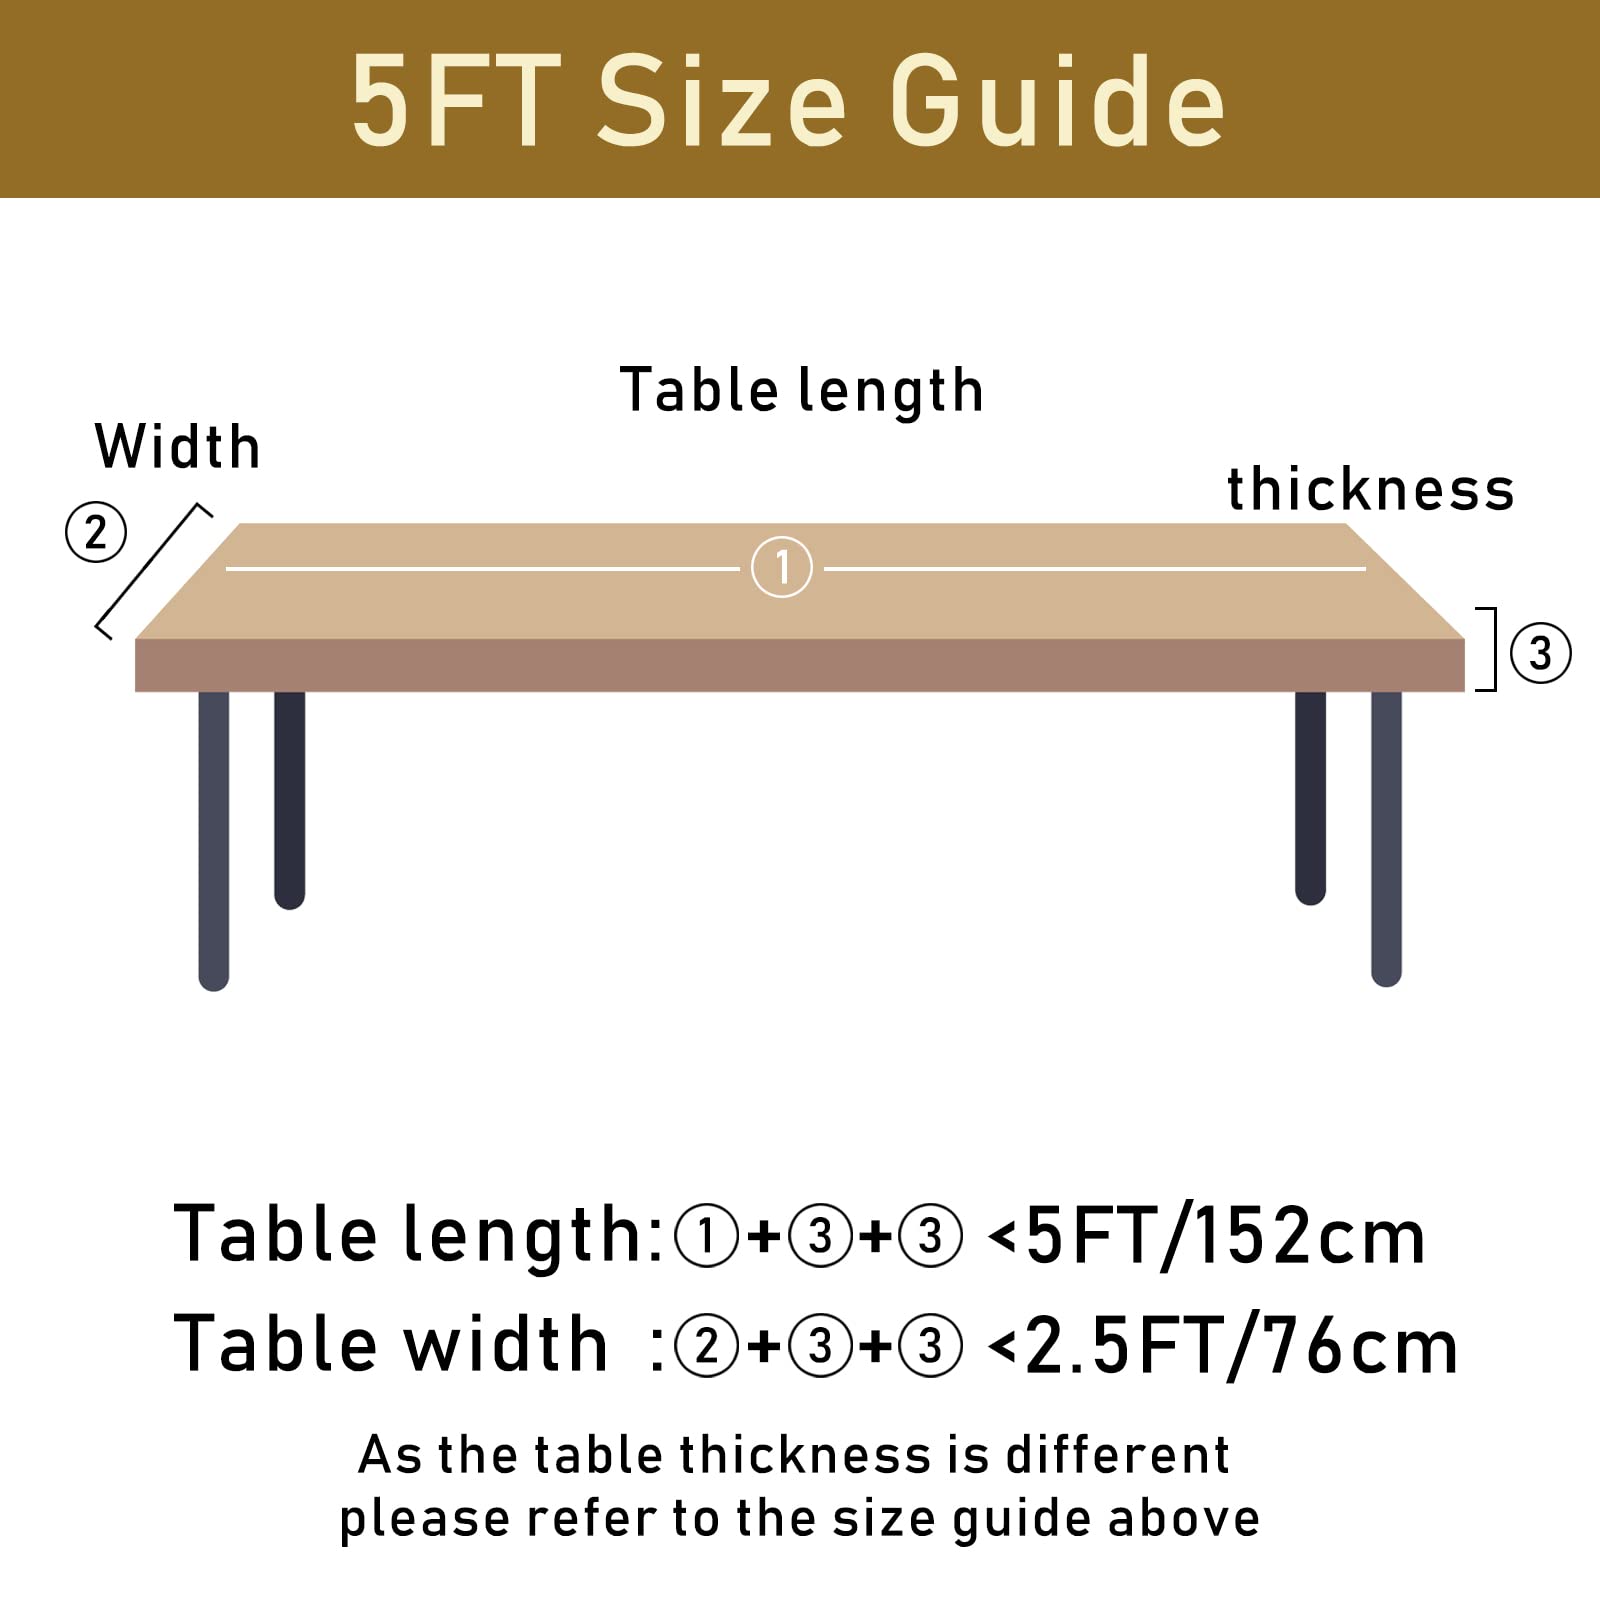 5FT Size Guide
Table length
Width
thickness
②
①
③
Table length:①+③+③ <5FT/152cm
Table width :②+③+③ <2.5FT/76cm
As the table thickness is different
please refer to the size guide above